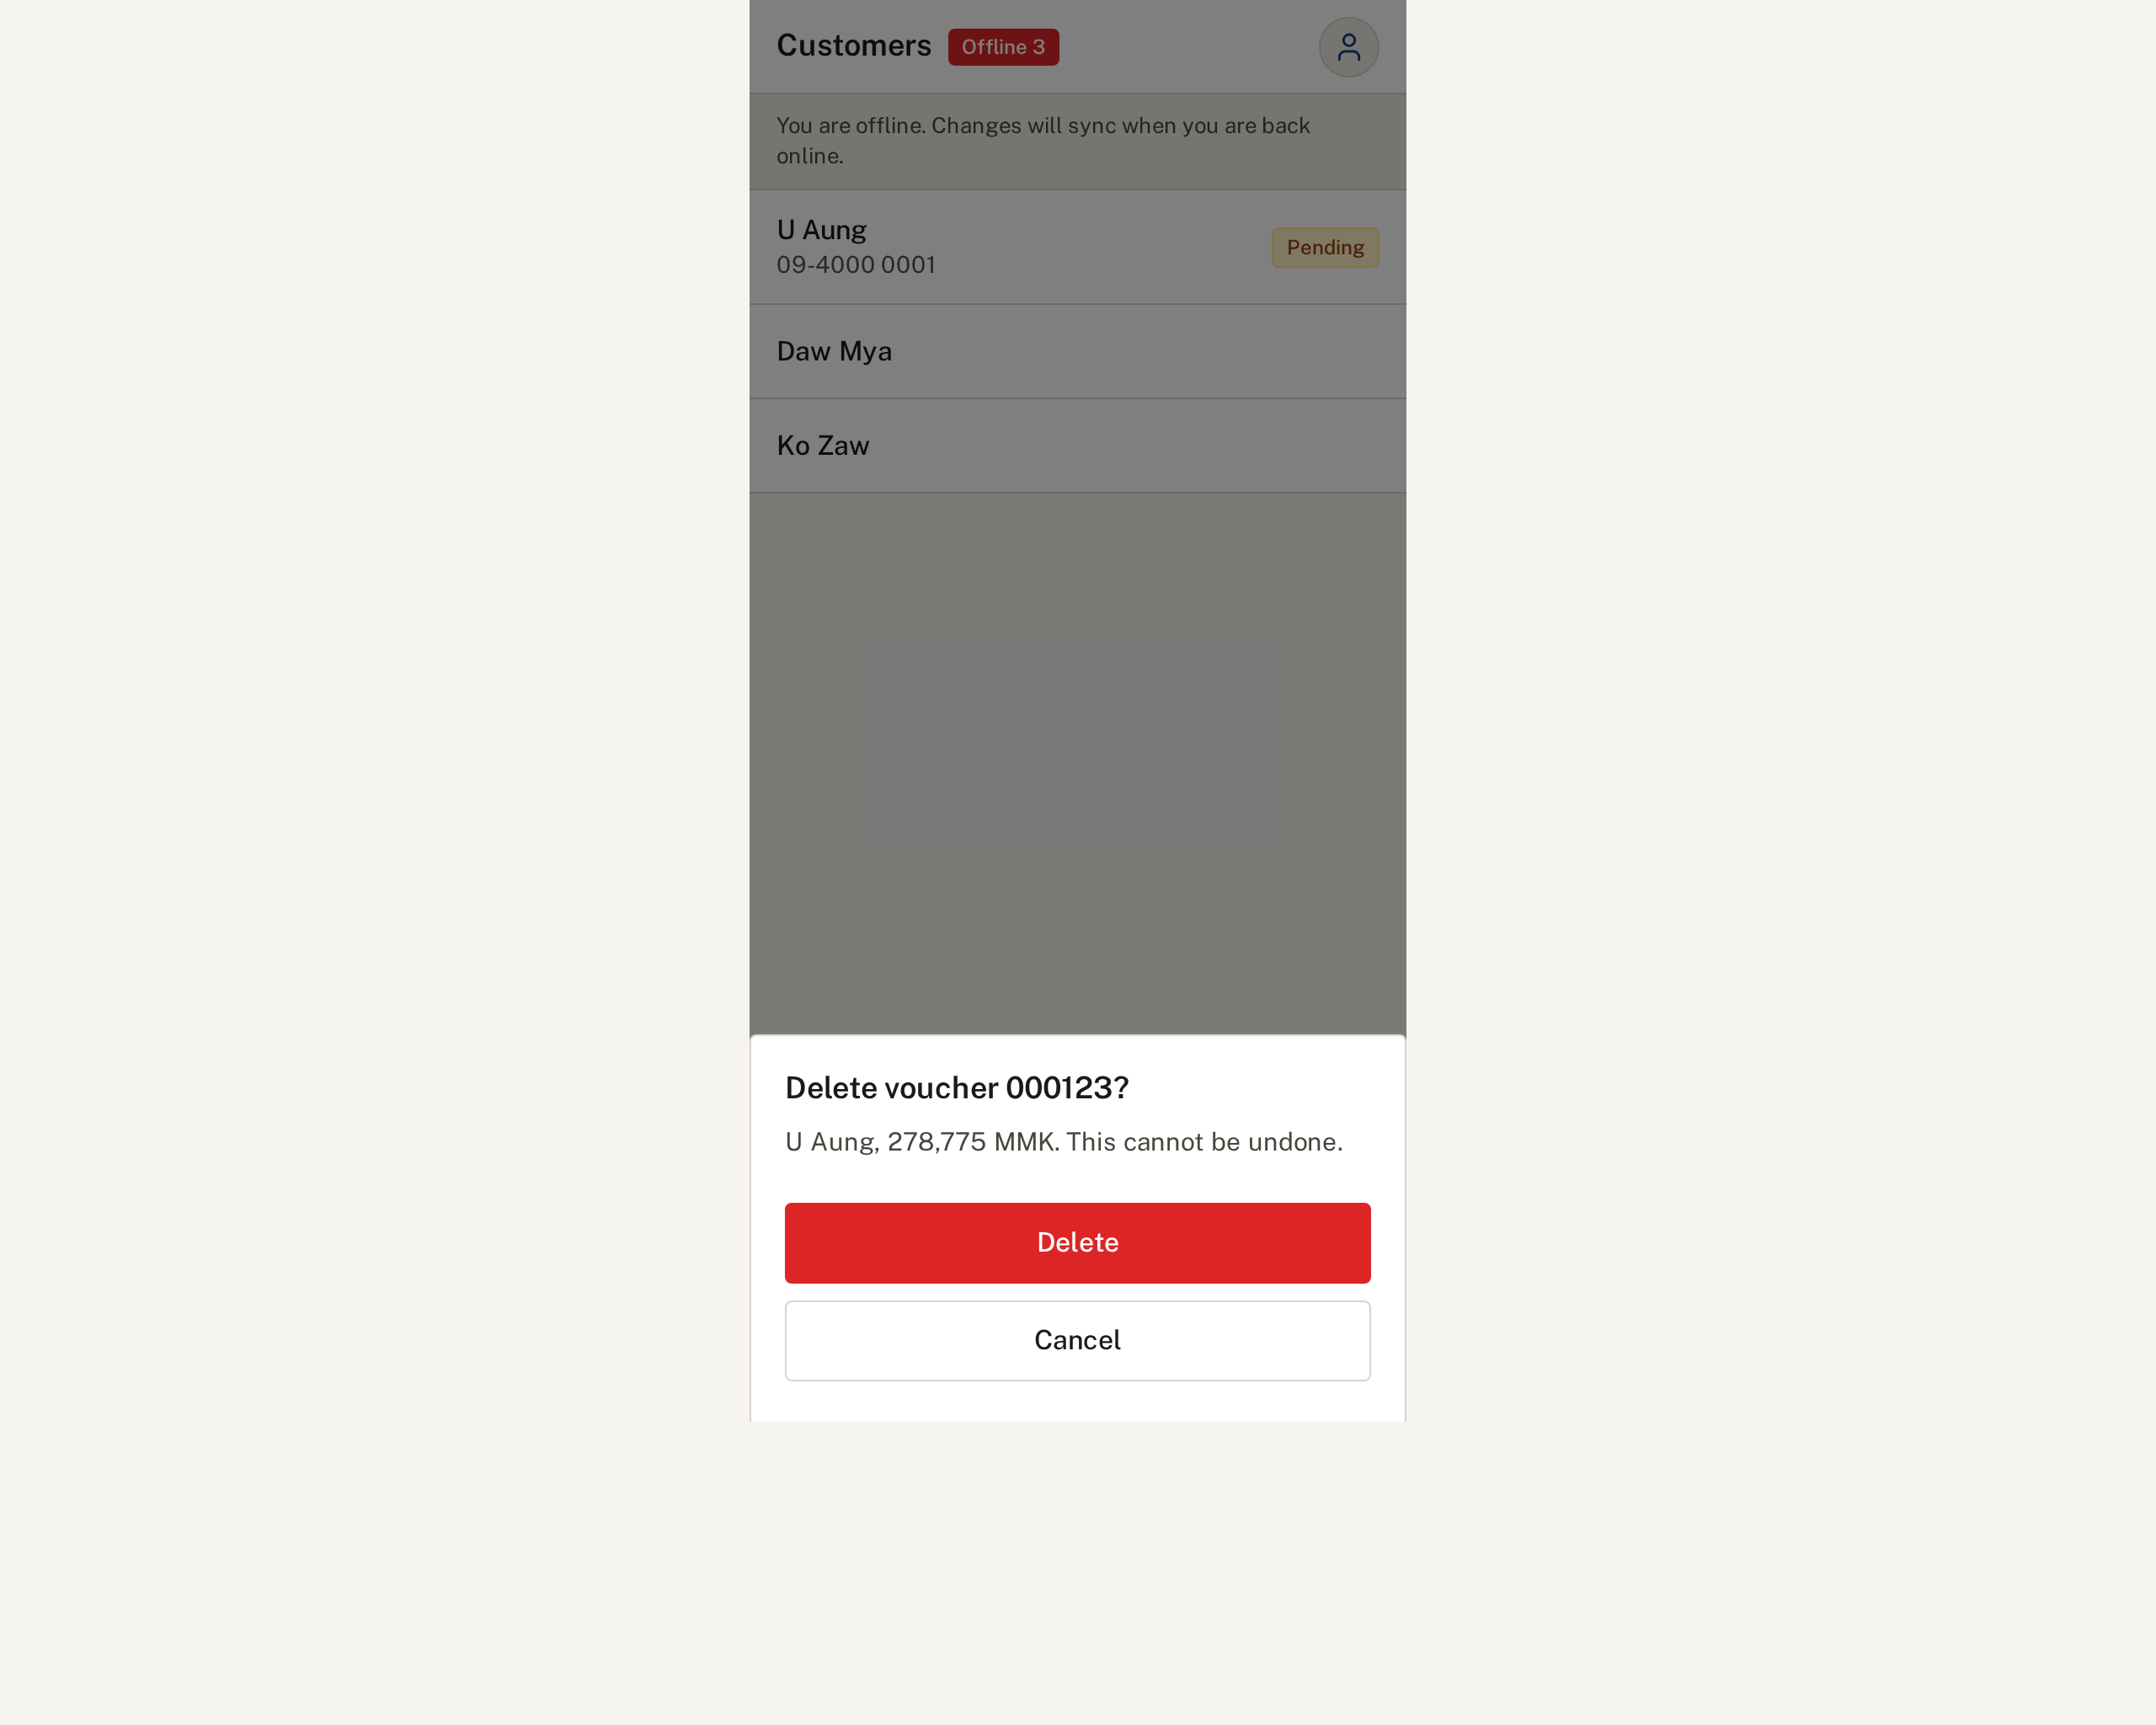 Customers
Offline 3
You are offline. Changes will sync when you are back
online.
U Aung
09-4000 0001
Pending
Daw Mya
Ko Zaw
Delete voucher 000123?
U Aung, 278,775 MMK. This cannot be undone.
Delete
Cancel